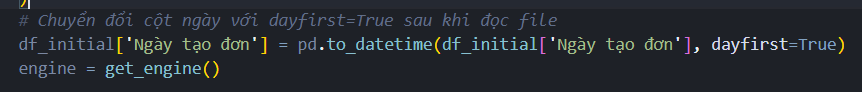 )
# Chuyển đổi cột ngày với dayfirst=True sau khi đọc file
df_initial['Ngày tạo đơn'] = pd.to_datetime(df_initial['Ngày tạo đơn'], dayfirst=True)
engine = get_engine()